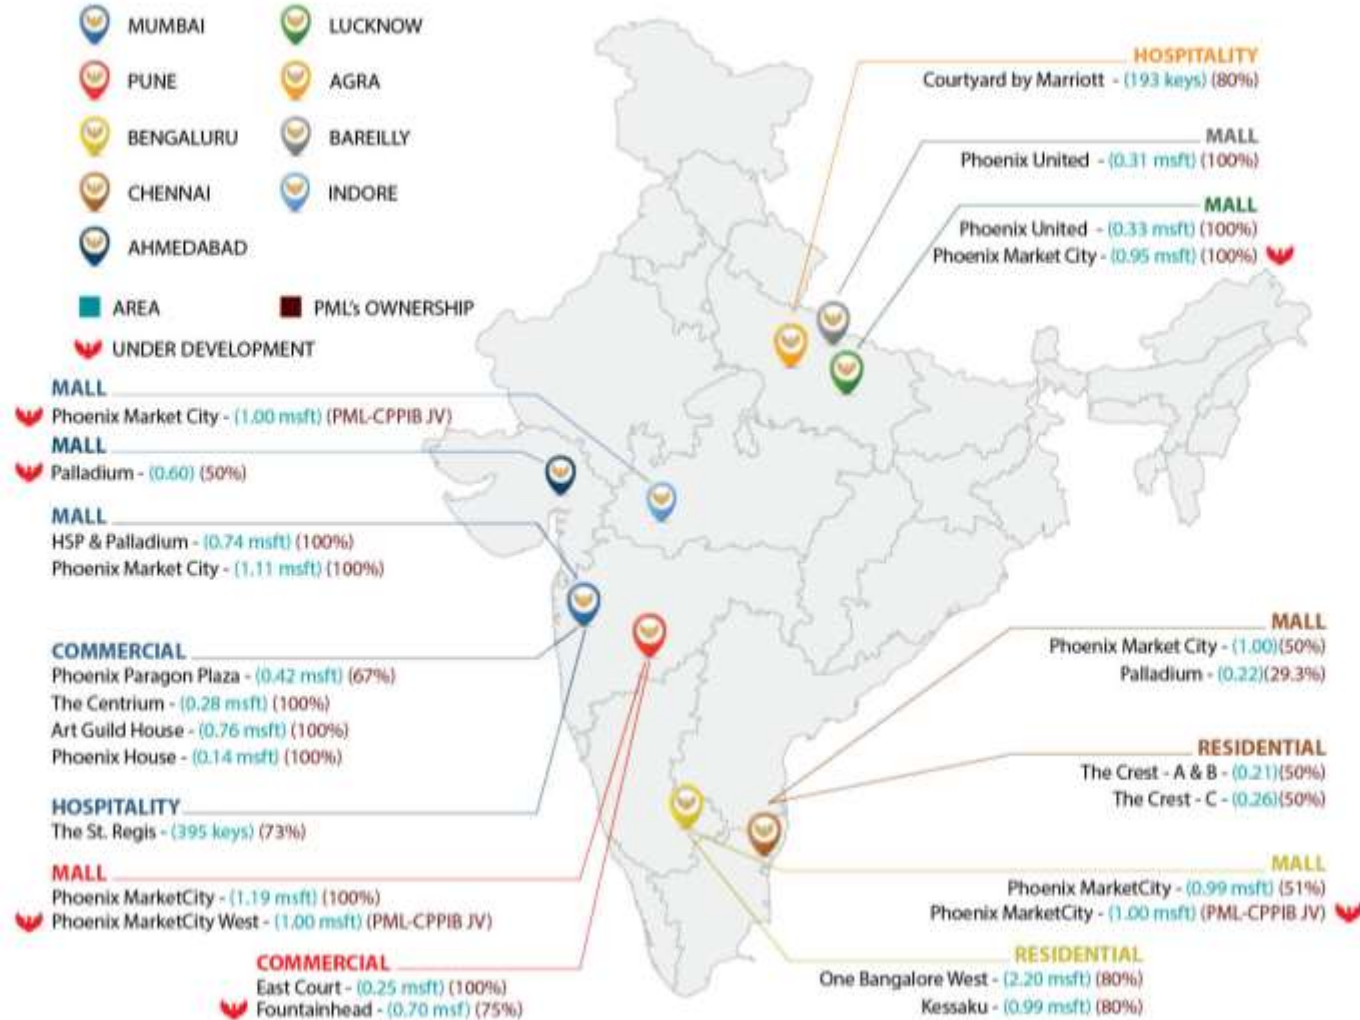 MUMBAI
LUCKNOW
PUNE
AGRA
BENGALURU
BAREILLY
CHENNAI
INDORE
AHMEDABAD
AREA
PML's OWNERSHIP
UNDER DEVELOPMENT
MALL
Phoenix Market City - (1.00 msft) (PML-CPPIB JV)
MALL
Palladium - (0.60) (50%)
MALL
HSP & Palladium - (0.74 msft) (100%)
Phoenix Market City - (1.11 msft) (100%)
COMMERCIAL
Phoenix Paragon Plaza - (0.42 msft) (67%)
The Centrium - (0.28 msft) (100%)
Art Guild House - (0.76 msft) (100%)
Phoenix House - (0.14 msft) (100%)
HOSPITALITY
The St. Regis - (395 keys) (73%)
MALL
Phoenix MarketCity - (1.19 msft) (100%)
Phoenix MarketCity West - (1.00 msft) (PML-CPPIB JV)
COMMERCIAL
East Court - (0.25 msft) (100%)
Fountainhead - (0.70 msf) (75%)
HOSPITALITY
Courtyard by Marriott - (193 keys) (80%)
MALL
Phoenix United - (0.31 msft) (100%)
MALL
Phoenix United - (0.33 msft) (100%)
Phoenix Market City - (0.95 msft) (100%)
MALL
Phoenix Market City - (1.00)(50%)
Palladium - (0.22)(29.3%)
RESIDENTIAL
The Crest - A & B - (0.21)(50%)
The Crest - C - (0.26)(50%)
MALL
Phoenix MarketCity - (0.99 msft) (51%)
Phoenix MarketCity - (1.00 msft) (PML-CPPIB JV)
RESIDENTIAL
One Bangalore West - (2.20 msft) (80%)
Kessaku - (0.99 msft) (80%)